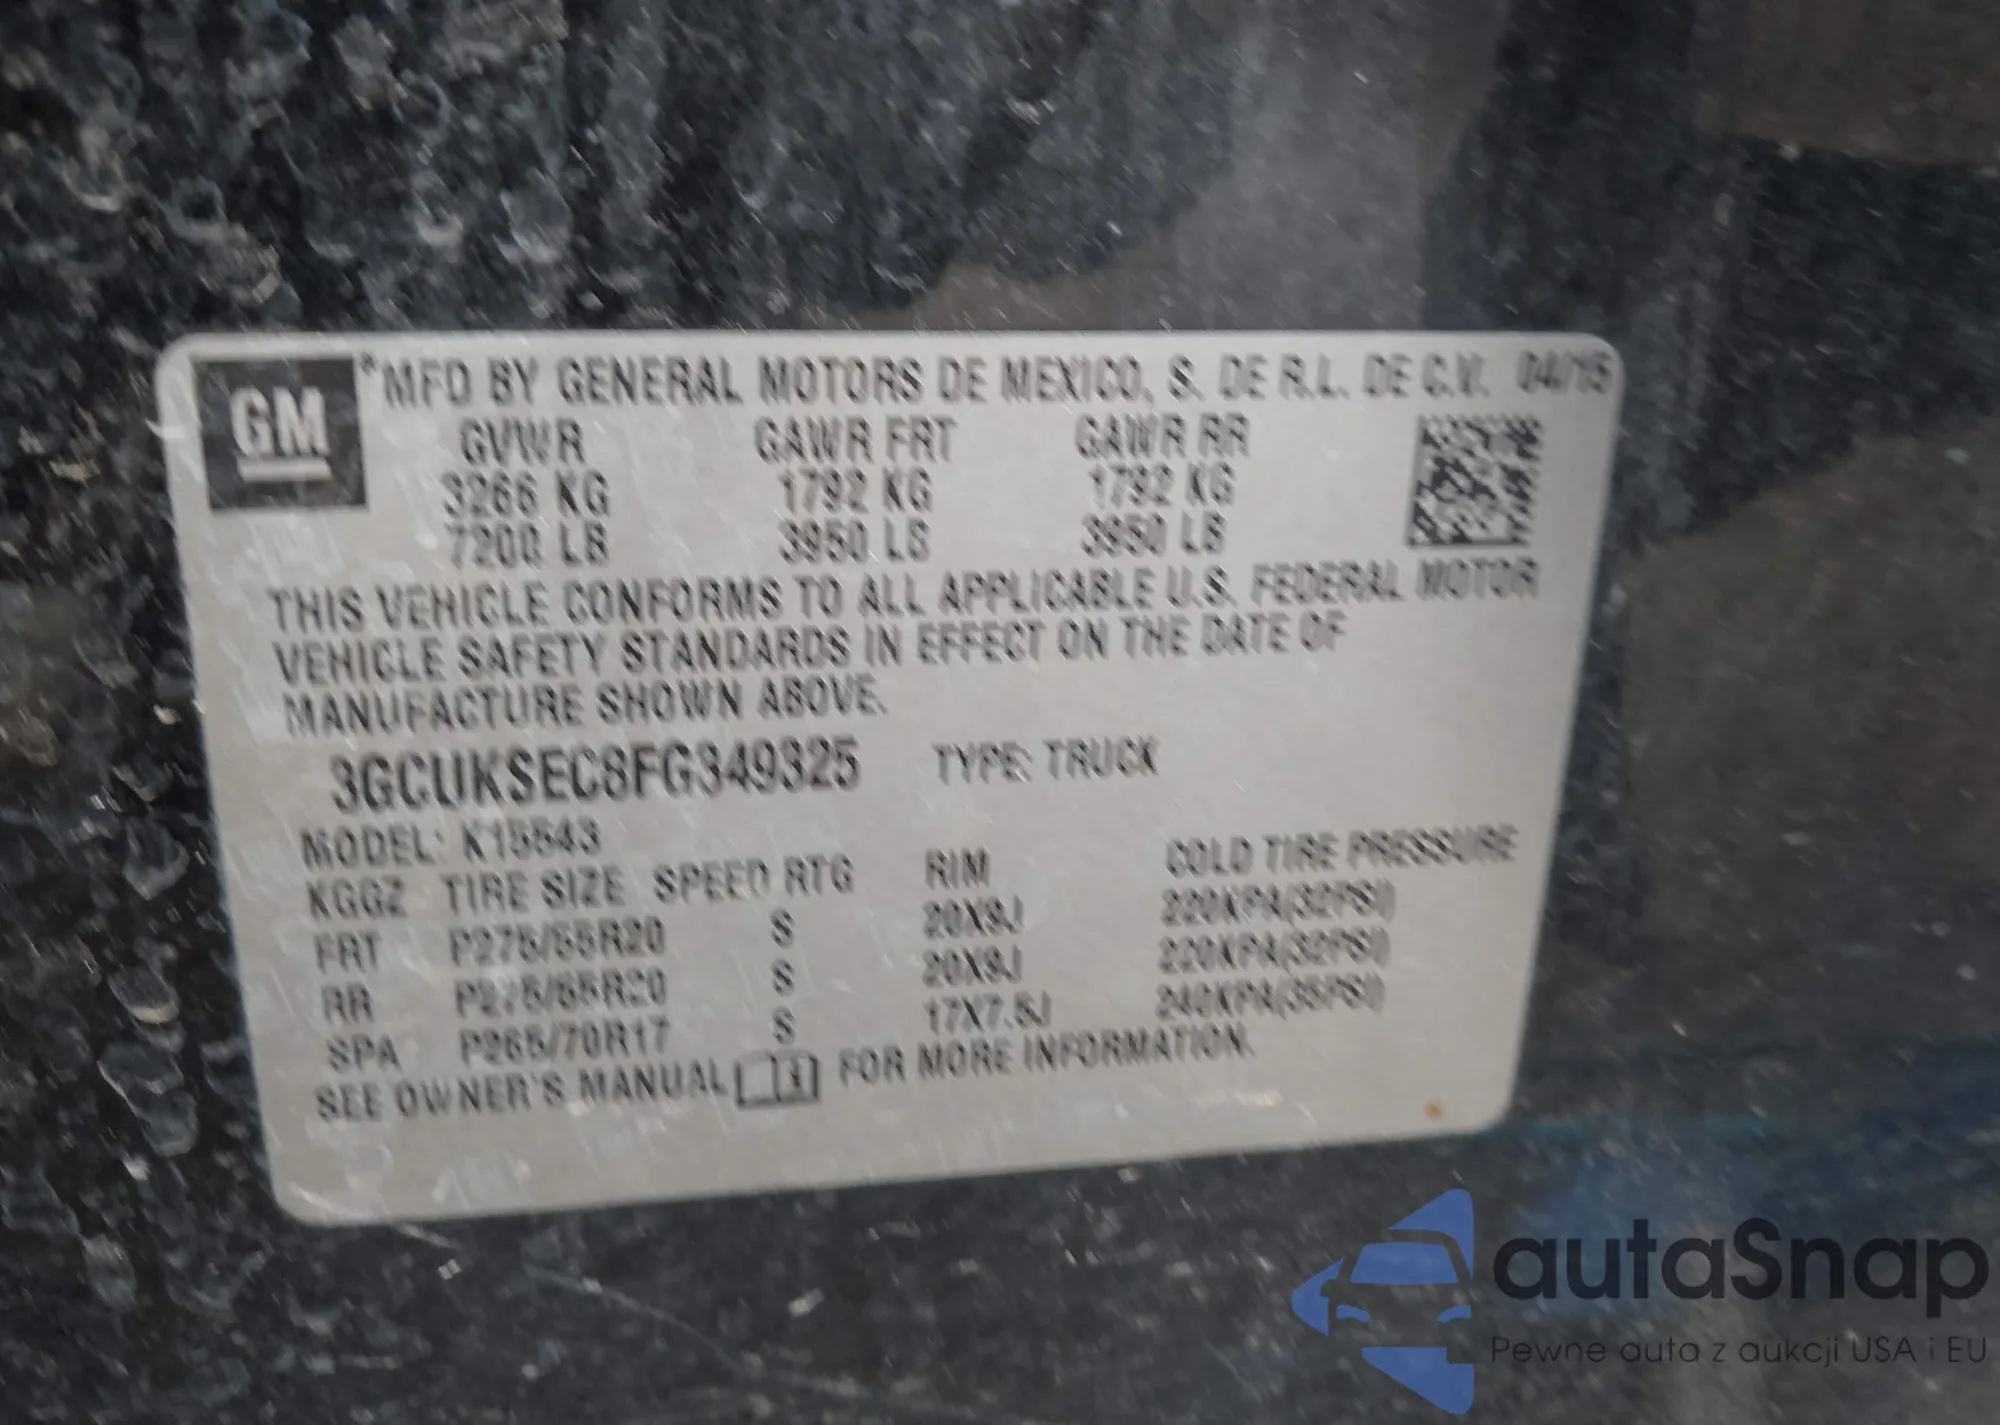 GM
*MFD BY GENERAL MOTORS DE MEXICO, S. DE R.L. DE C.V. 04/15
GVWR GAWR FRT GAWR RR
3266 KG 1792 KG 1792 KG
7200 LB 3950 LB 3950 LB
THIS VEHICLE CONFORMS TO ALL APPLICABLE U.S. FEDERAL MOTOR
VEHICLE SAFETY STANDARDS IN EFFECT ON THE DATE OF
MANUFACTURE SHOWN ABOVE.
3GCUKSEC8FG349325 TYPE: TRUCK
MODEL: K15543
KGGZ TIRE SIZE SPEED RTG RIM COLD TIRE PRESSURE
FRT P275/55R20 S 20X9J 220KPA(32PSI)
RR P275/55R20 S 20X9J 220KPA(32PSI)
SPA P265/70R17 S 17X7.5J 240KPA(35PSI)
SEE OWNER'S MANUAL FOR MORE INFORMATION.
autaSnap
Pewne auta z aukcji USA i EU